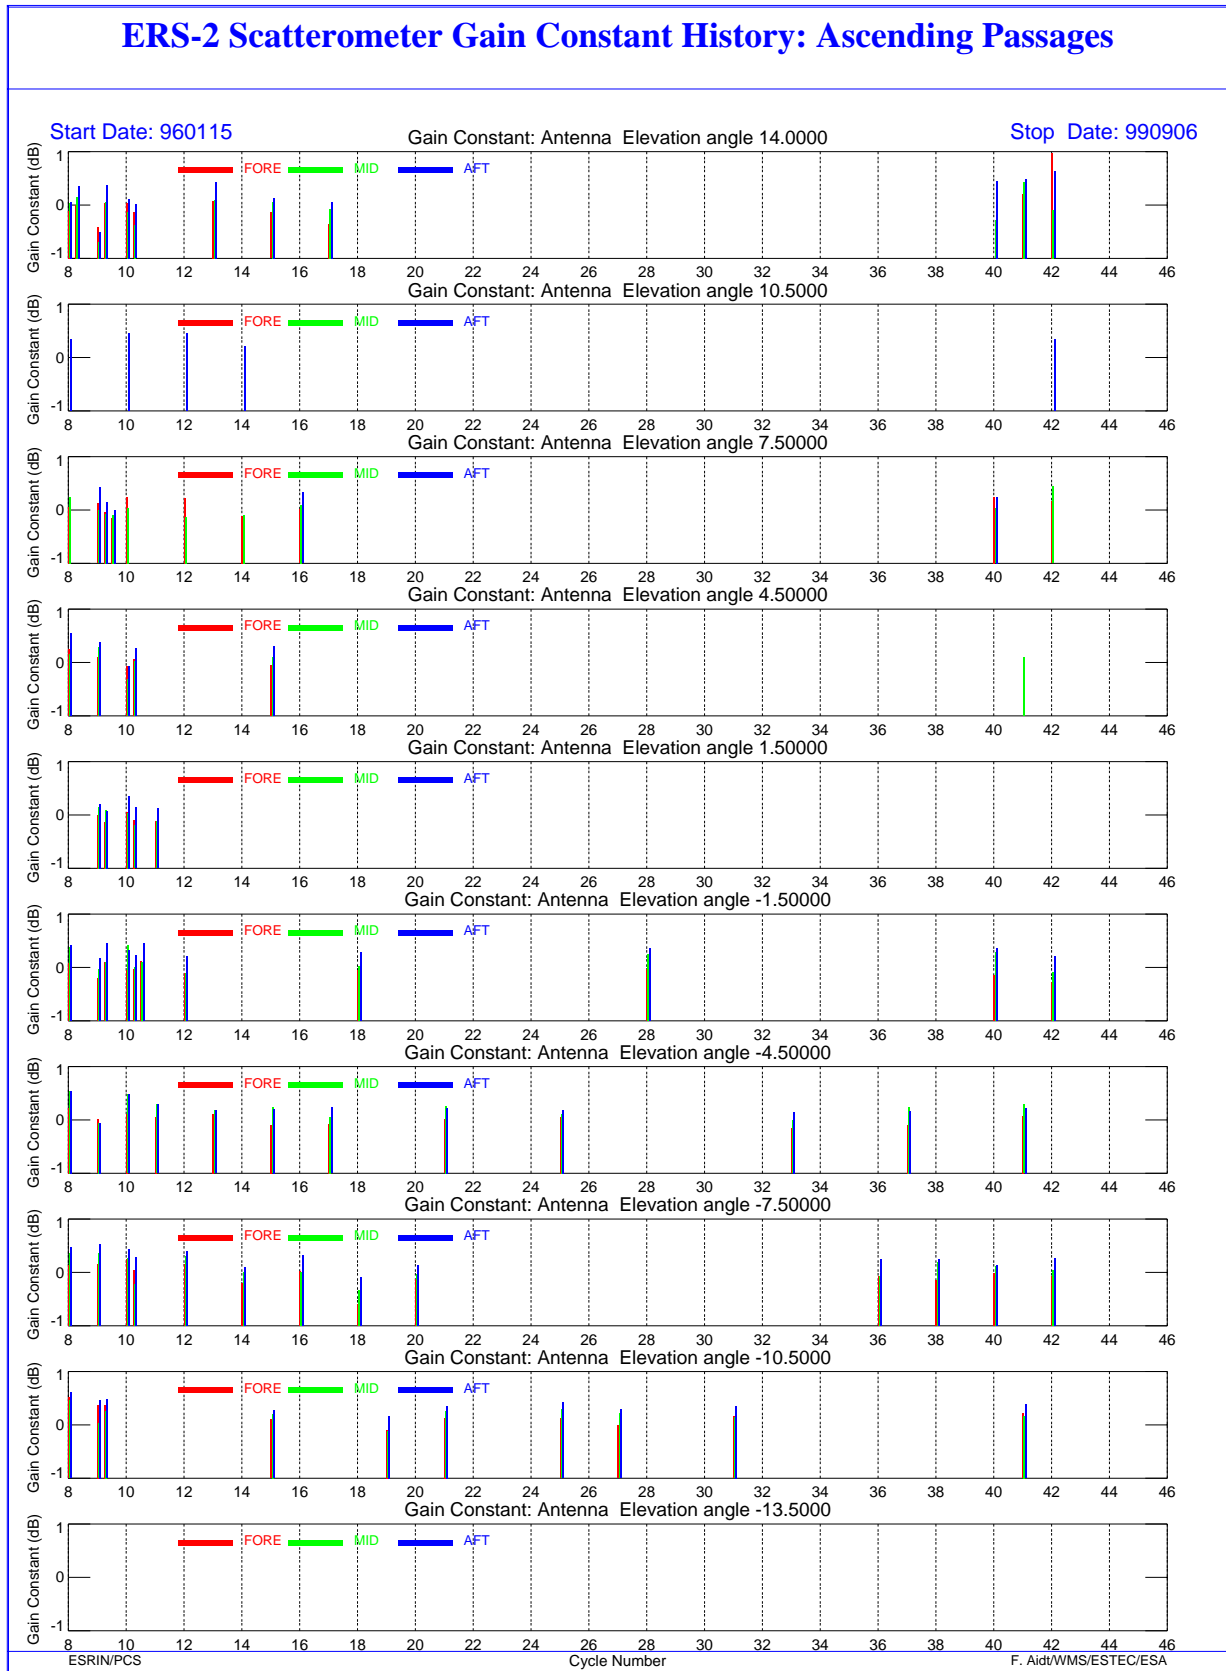 ERS-2 Scatterometer Gain Constant History: Ascending Passages
Start Date: 960115
Stop Date: 990906
Gain Constant: Antenna Elevation angle 14.0000
Gain Constant (dB)
1
0
-1
FORE MID AFT
8 10 12 14 16 18 20 22 24 26 28 30 32 34 36 38 40 42 44 46
Gain Constant: Antenna Elevation angle 10.5000
Gain Constant (dB)
1
0
-1
FORE MID AFT
8 10 12 14 16 18 20 22 24 26 28 30 32 34 36 38 40 42 44 46
Gain Constant: Antenna Elevation angle 7.50000
Gain Constant (dB)
1
0
-1
FORE MID AFT
8 10 12 14 16 18 20 22 24 26 28 30 32 34 36 38 40 42 44 46
Gain Constant: Antenna Elevation angle 4.50000
Gain Constant (dB)
1
0
-1
FORE MID AFT
8 10 12 14 16 18 20 22 24 26 28 30 32 34 36 38 40 42 44 46
Gain Constant: Antenna Elevation angle 1.50000
Gain Constant (dB)
1
0
-1
FORE MID AFT
8 10 12 14 16 18 20 22 24 26 28 30 32 34 36 38 40 42 44 46
Gain Constant: Antenna Elevation angle -1.50000
Gain Constant (dB)
1
0
-1
FORE MID AFT
8 10 12 14 16 18 20 22 24 26 28 30 32 34 36 38 40 42 44 46
Gain Constant: Antenna Elevation angle -4.50000
Gain Constant (dB)
1
0
-1
FORE MID AFT
8 10 12 14 16 18 20 22 24 26 28 30 32 34 36 38 40 42 44 46
Gain Constant: Antenna Elevation angle -7.50000
Gain Constant (dB)
1
0
-1
FORE MID AFT
8 10 12 14 16 18 20 22 24 26 28 30 32 34 36 38 40 42 44 46
Gain Constant: Antenna Elevation angle -10.5000
Gain Constant (dB)
1
0
-1
FORE MID AFT
8 10 12 14 16 18 20 22 24 26 28 30 32 34 36 38 40 42 44 46
Gain Constant: Antenna Elevation angle -13.5000
Gain Constant (dB)
1
0
-1
FORE MID AFT
8 10 12 14 16 18 20 22 24 26 28 30 32 34 36 38 40 42 44 46
ESRIN/PCS
Cycle Number
F. Aidt/WMS/ESTEC/ESA